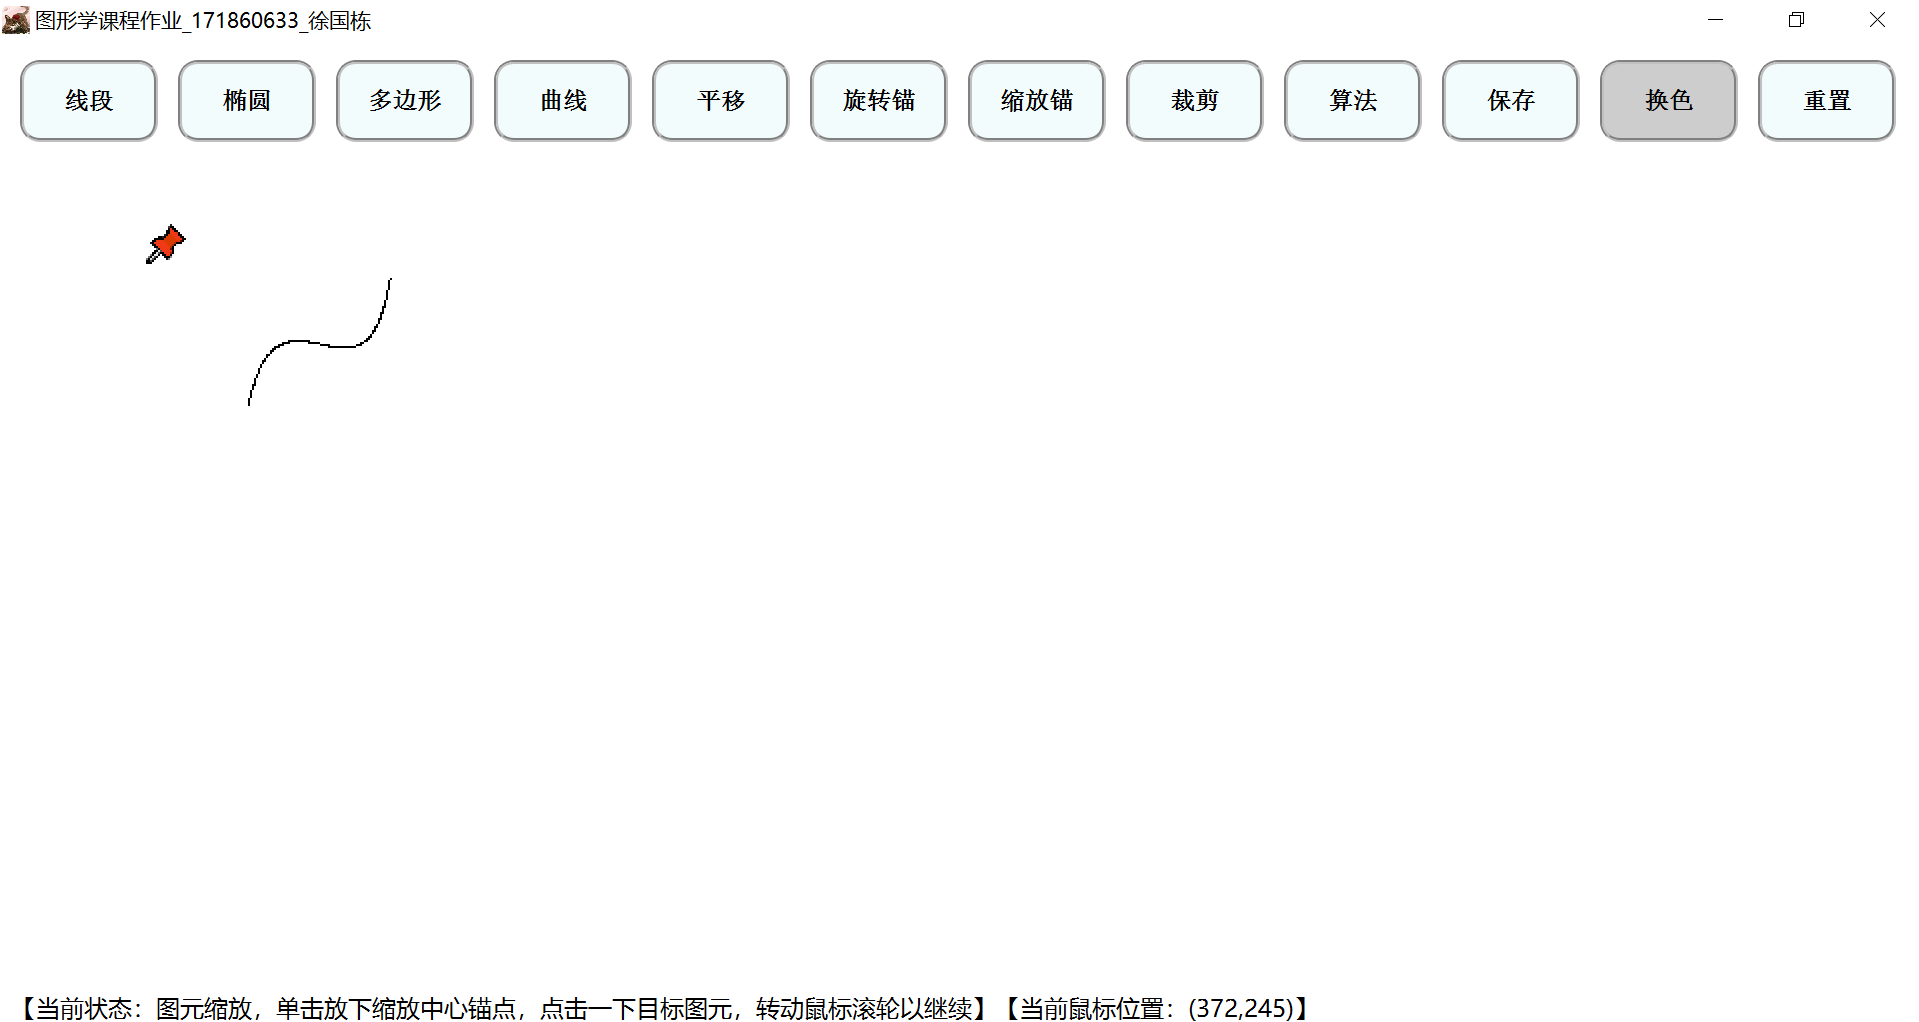 图形学课程作业_171860633_徐国栋
线段 椭圆 多边形 曲线 平移 旋转锚 缩放锚 裁剪 算法 保存 换色 重置
【当前状态：图元缩放，单击放下缩放中心锚点，点击一下目标图元，转动鼠标滚轮以继续】【当前鼠标位置：(372,245)】